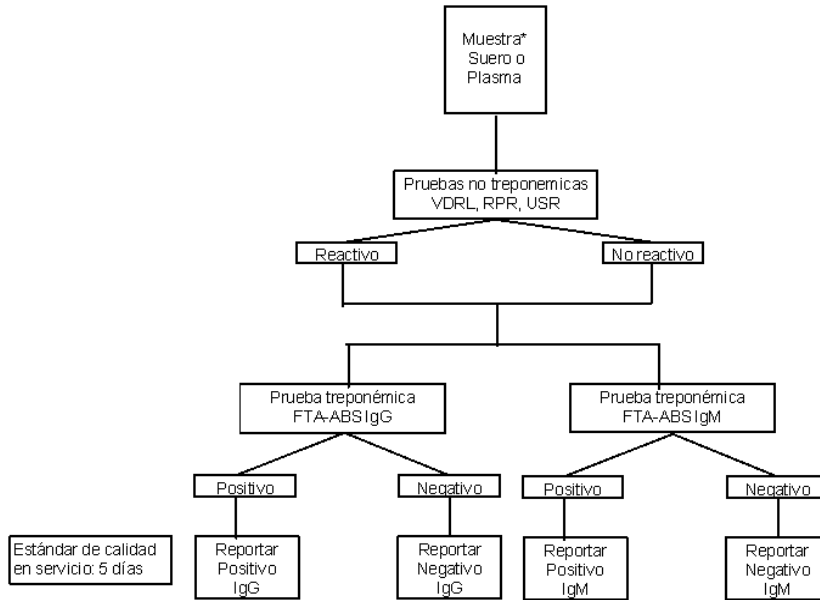 Muestra*
Suero o
Plasma
Pruebas no treponemicas
VDRL, RPR, USR
Reactivo
No reactivo
Prueba treponémica
FTA-ABS IgG
Prueba treponémica
FTA-ABS IgM
Positivo
Negativo
Positivo
Negativo
Estándar de calidad
en servicio: 5 días
Reportar
Positivo
IgG
Reportar
Negativo
IgG
Reportar
Positivo
IgM
Reportar
Negativo
IgM